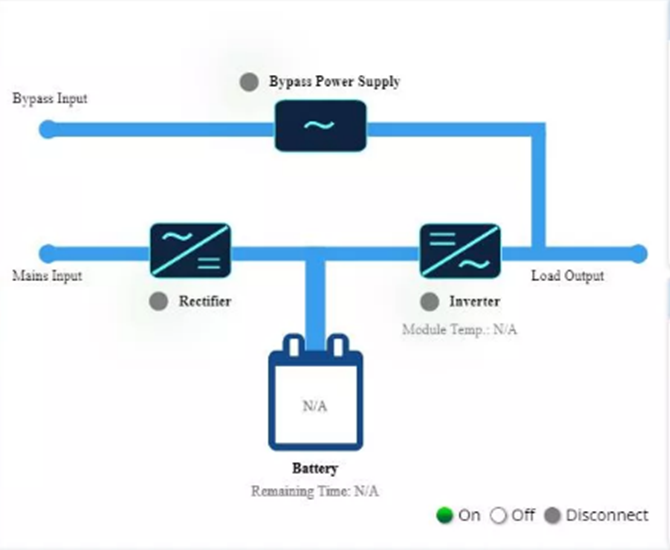 Bypass Power Supply
Bypass Input
Mains Input
Load Output
Rectifier
Inverter
Module Temp.: N/A
N/A
Battery
Remaining Time: N/A
On Off Disconnect